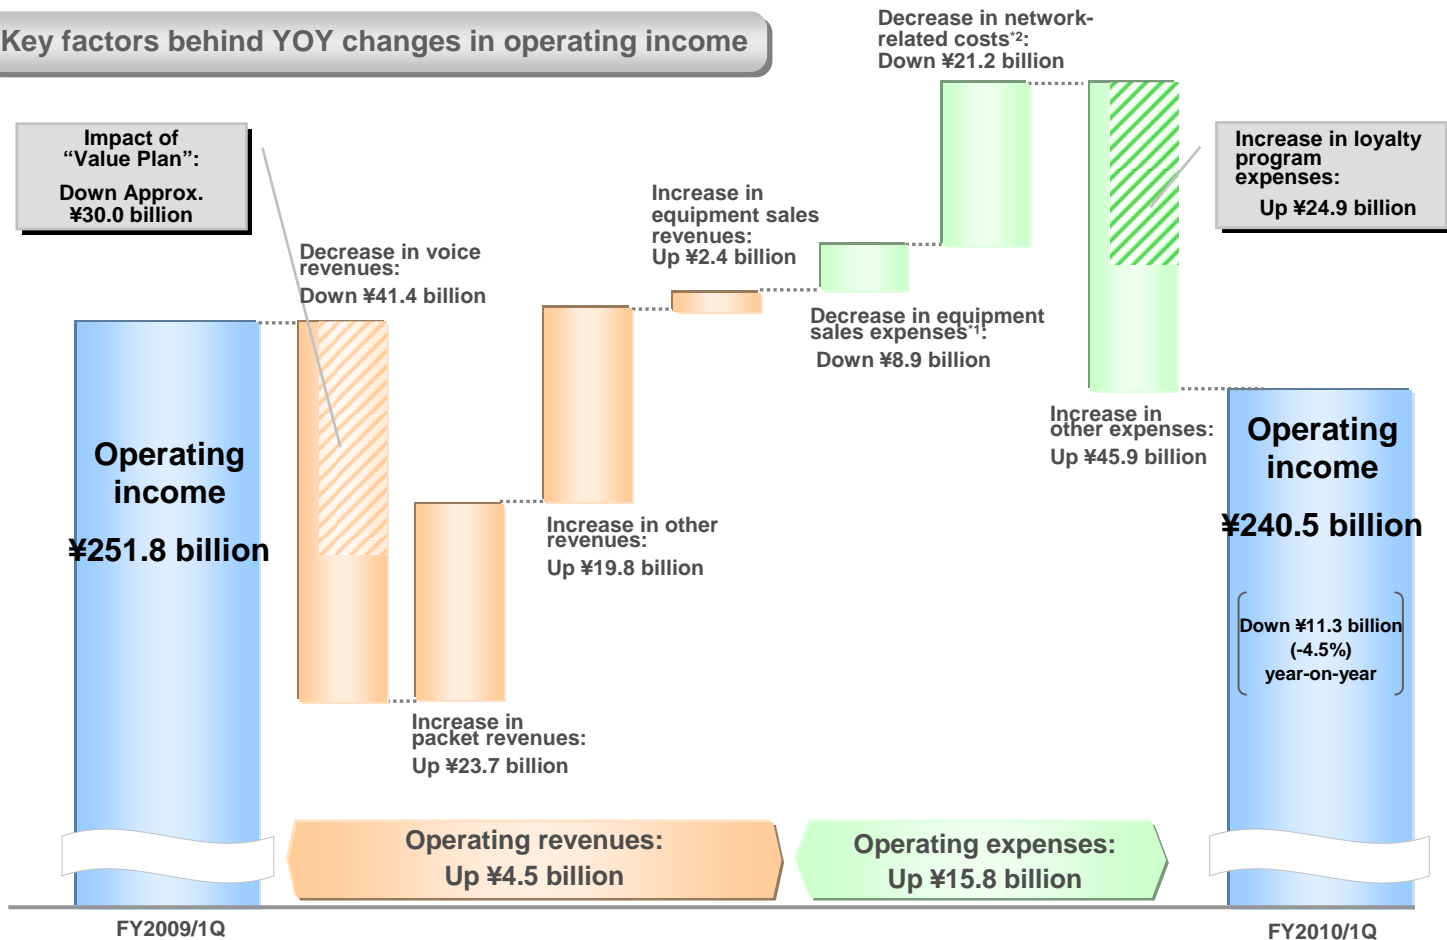 Key factors behind YOY changes in operating income
Decrease in network-
related costs*2:
Down ¥21.2 billion
Impact of
“Value Plan”:
Down Approx.
¥30.0 billion
Increase in loyalty
program
expenses:
Up ¥24.9 billion
Increase in
equipment sales
revenues:
Up ¥2.4 billion
Decrease in voice
revenues:
Down ¥41.4 billion
Decrease in equipment
sales expenses*1:
Down ¥8.9 billion
Increase in
other expenses:
Up ¥45.9 billion
Operating
income
¥251.8 billion
Operating
income
¥240.5 billion
Increase in other
revenues:
Up ¥19.8 billion
Down ¥11.3 billion
(-4.5%)
year-on-year
Increase in
packet revenues:
Up ¥23.7 billion
Operating revenues:
Up ¥4.5 billion
Operating expenses:
Up ¥15.8 billion
FY2009/1Q
FY2010/1Q